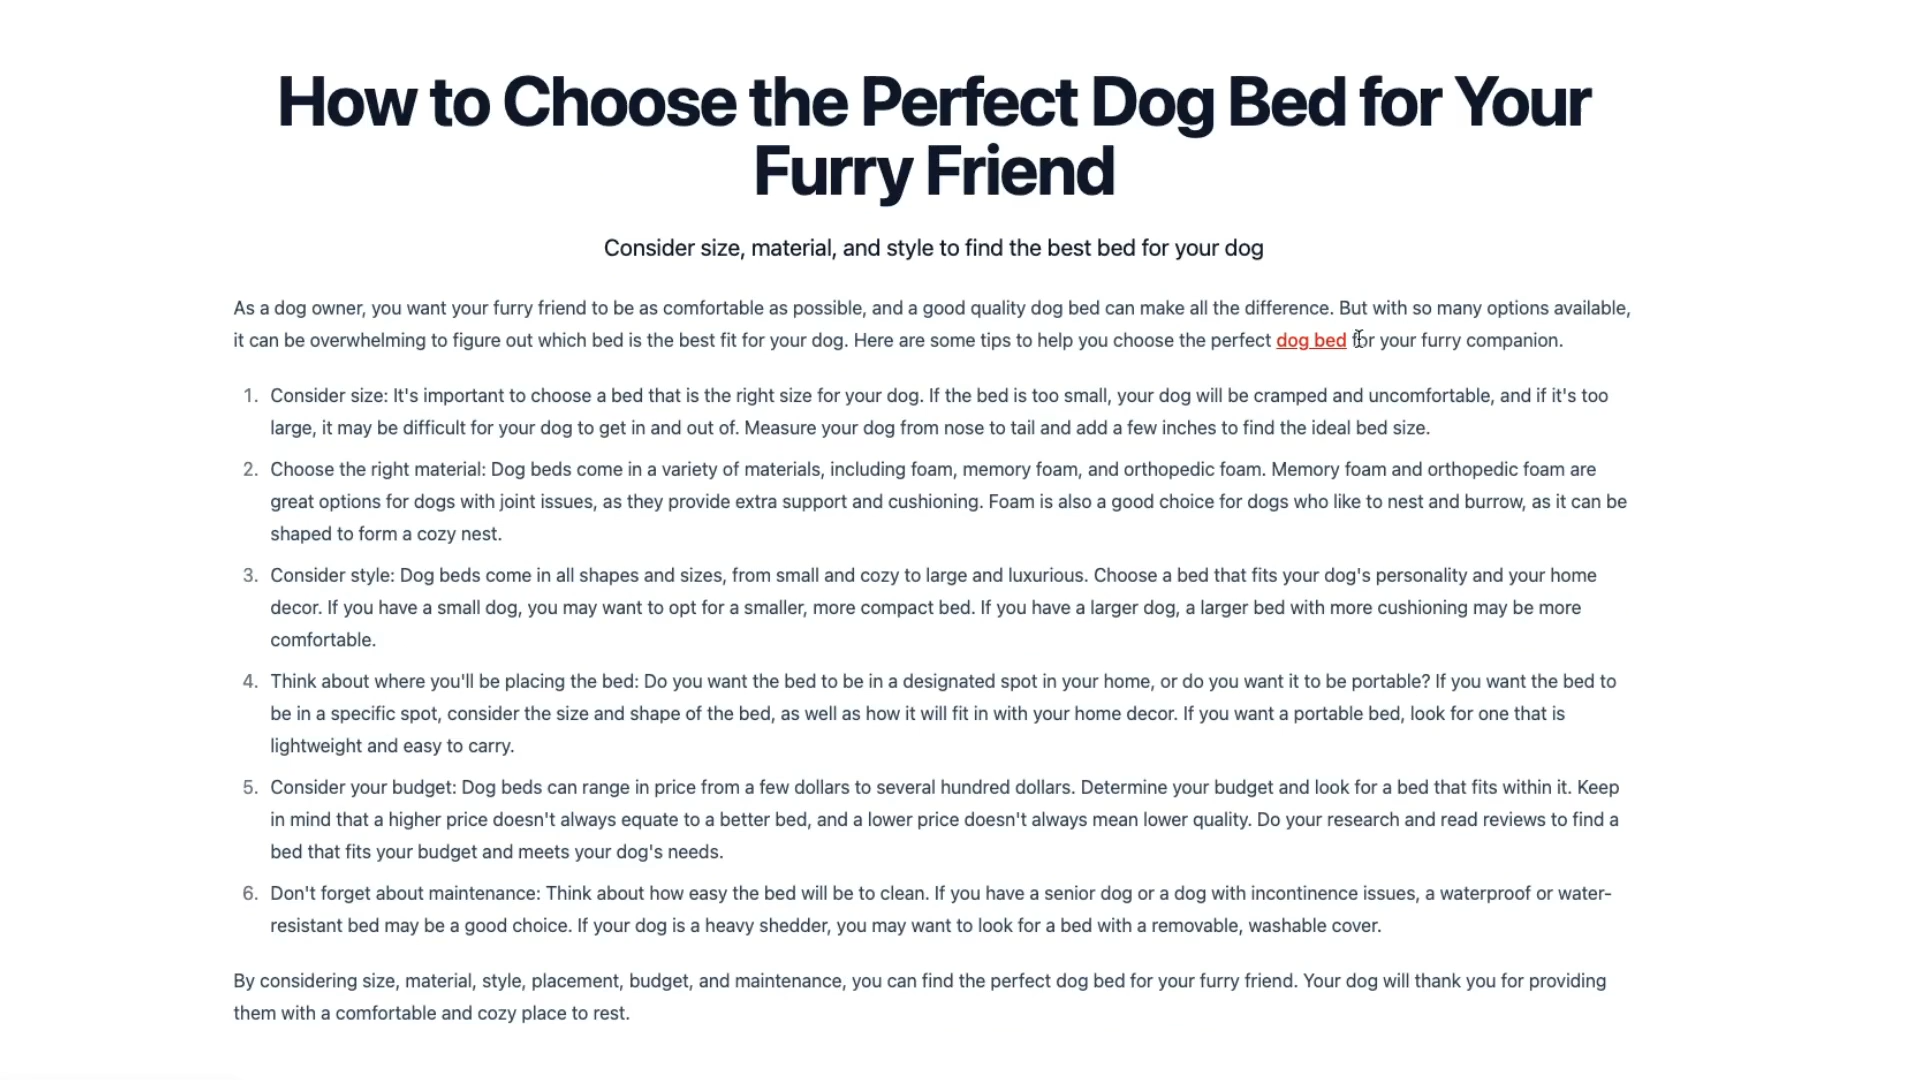 How to Choose the Perfect Dog Bed for Your
Furry Friend
Consider size, material, and style to find the best bed for your dog
As a dog owner, you want your furry friend to be as comfortable as possible, and a good quality dog bed can make all the difference. But with so many options available,
it can be overwhelming to figure out which bed is the best fit for your dog. Here are some tips to help you choose the perfect dog bed for your furry companion.
1. Consider size: It's important to choose a bed that is the right size for your dog. If the bed is too small, your dog will be cramped and uncomfortable, and if it's too
large, it may be difficult for your dog to get in and out of. Measure your dog from nose to tail and add a few inches to find the ideal bed size.
2. Choose the right material: Dog beds come in a variety of materials, including foam, memory foam, and orthopedic foam. Memory foam and orthopedic foam are
great options for dogs with joint issues, as they provide extra support and cushioning. Foam is also a good choice for dogs who like to nest and burrow, as it can be
shaped to form a cozy nest.
3. Consider style: Dog beds come in all shapes and sizes, from small and cozy to large and luxurious. Choose a bed that fits your dog's personality and your home
decor. If you have a small dog, you may want to opt for a smaller, more compact bed. If you have a larger dog, a larger bed with more cushioning may be more
comfortable.
4. Think about where you'll be placing the bed: Do you want the bed to be in a designated spot in your home, or do you want it to be portable? If you want the bed to
be in a specific spot, consider the size and shape of the bed, as well as how it will fit in with your home decor. If you want a portable bed, look for one that is
lightweight and easy to carry.
5. Consider your budget: Dog beds can range in price from a few dollars to several hundred dollars. Determine your budget and look for a bed that fits within it. Keep
in mind that a higher price doesn't always equate to a better bed, and a lower price doesn't always mean lower quality. Do your research and read reviews to find a
bed that fits your budget and meets your dog's needs.
6. Don't forget about maintenance: Think about how easy the bed will be to clean. If you have a senior dog or a dog with incontinence issues, a waterproof or water-
resistant bed may be a good choice. If your dog is a heavy shedder, you may want to look for a bed with a removable, washable cover.
By considering size, material, style, placement, budget, and maintenance, you can find the perfect dog bed for your furry friend. Your dog will thank you for providing
them with a comfortable and cozy place to rest.